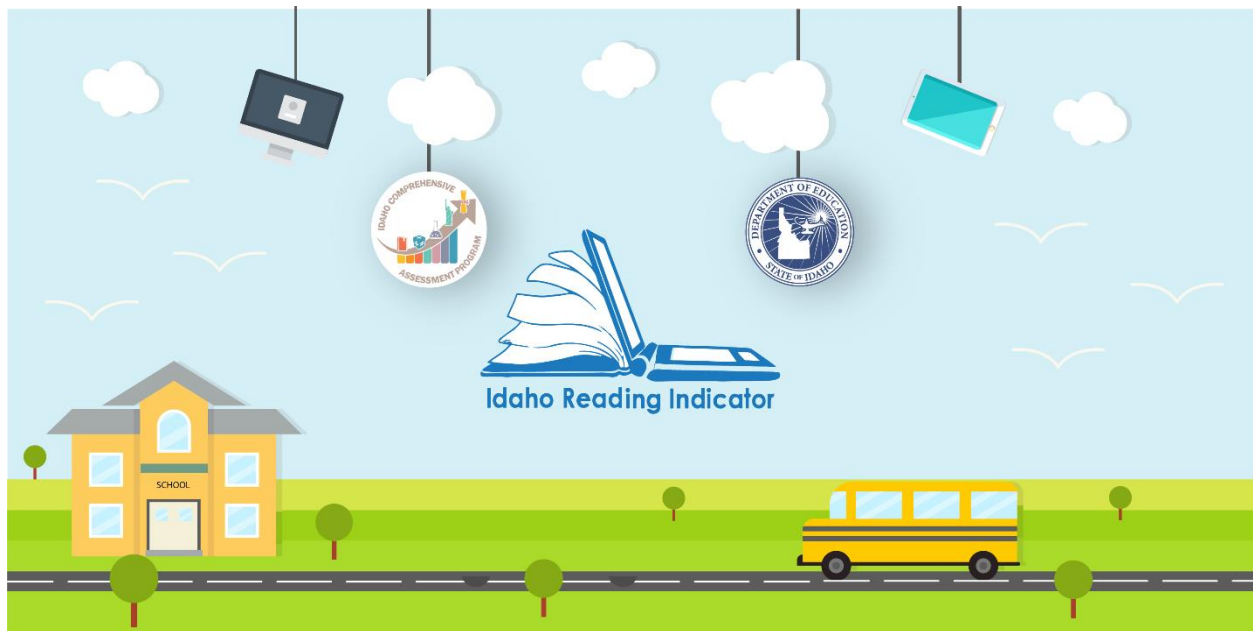 IDAHO COMPREHENSIVE
ASSESSMENT PROGRAM
DEPARTMENT OF EDUCATION
STATE OF IDAHO
Idaho Reading Indicator
SCHOOL